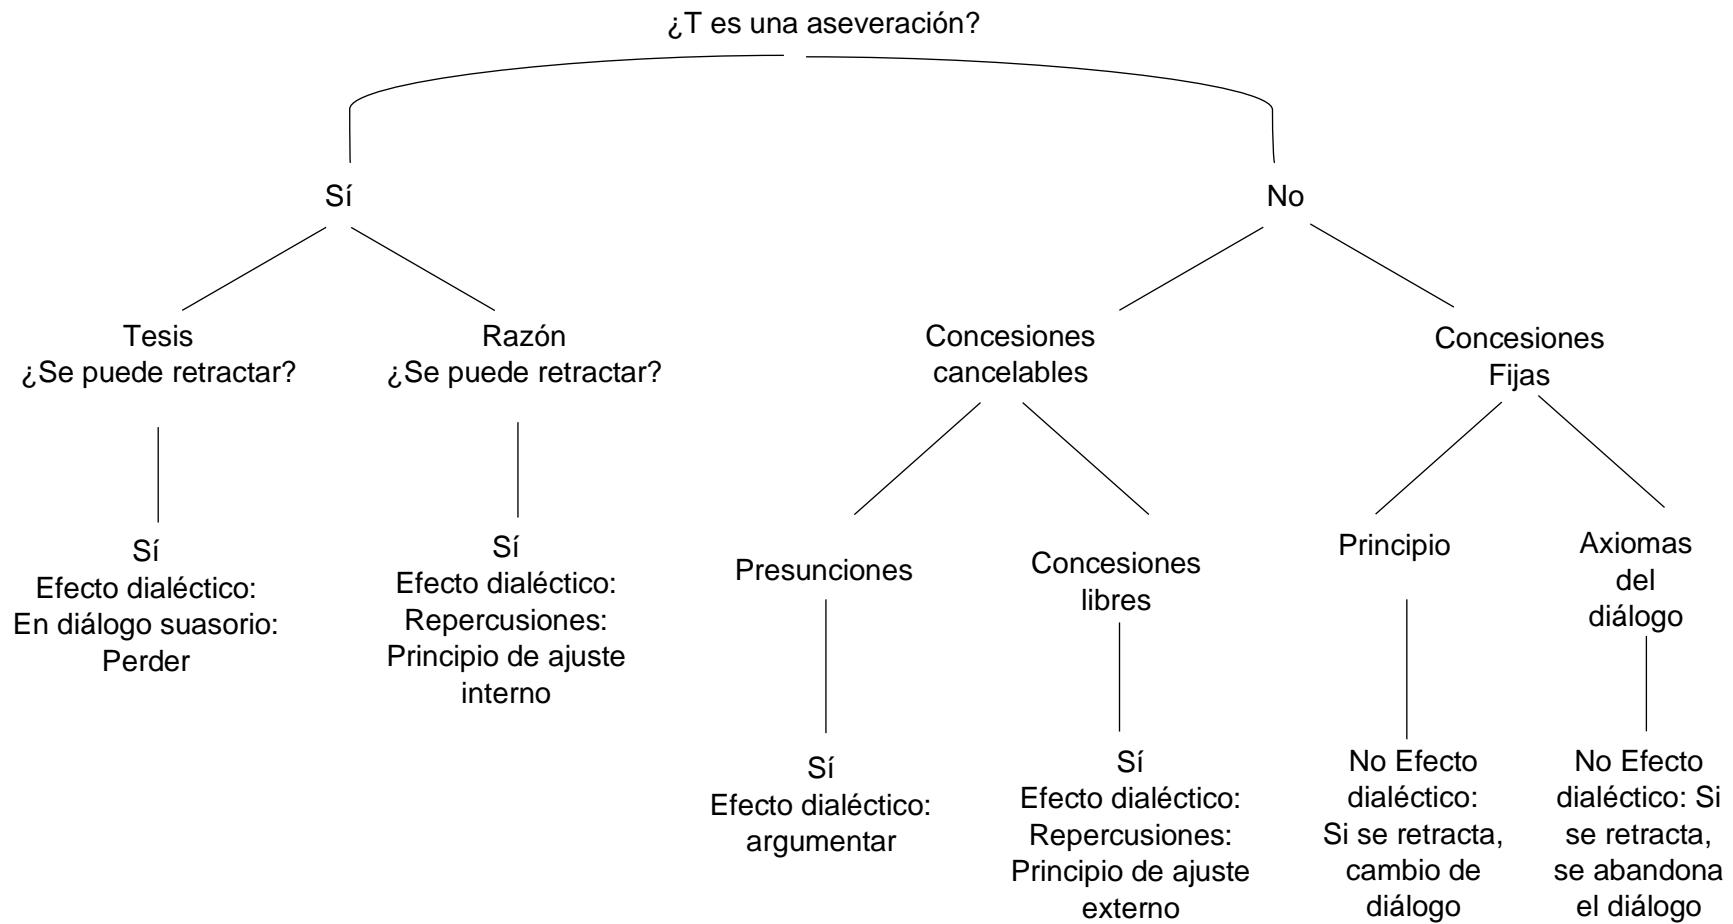 ¿T es una aseveración?
Sí
No
Tesis
¿Se puede retractar?
Razón
¿Se puede retractar?
Concesiones
cancelables
Concesiones
Fijas
Sí
Efecto dialéctico:
En diálogo suasorio:
Perder
Sí
Efecto dialéctico:
Repercusiones:
Principio de ajuste
interno
Presunciones
Concesiones
libres
Principio
Axiomas
del
diálogo
Sí
Efecto dialéctico:
argumentar
Sí
Efecto dialéctico:
Repercusiones:
Principio de ajuste
externo
No Efecto
dialéctico:
Si se retracta,
cambio de
diálogo
No Efecto
dialéctico: Si
se retracta,
se abandona
el diálogo